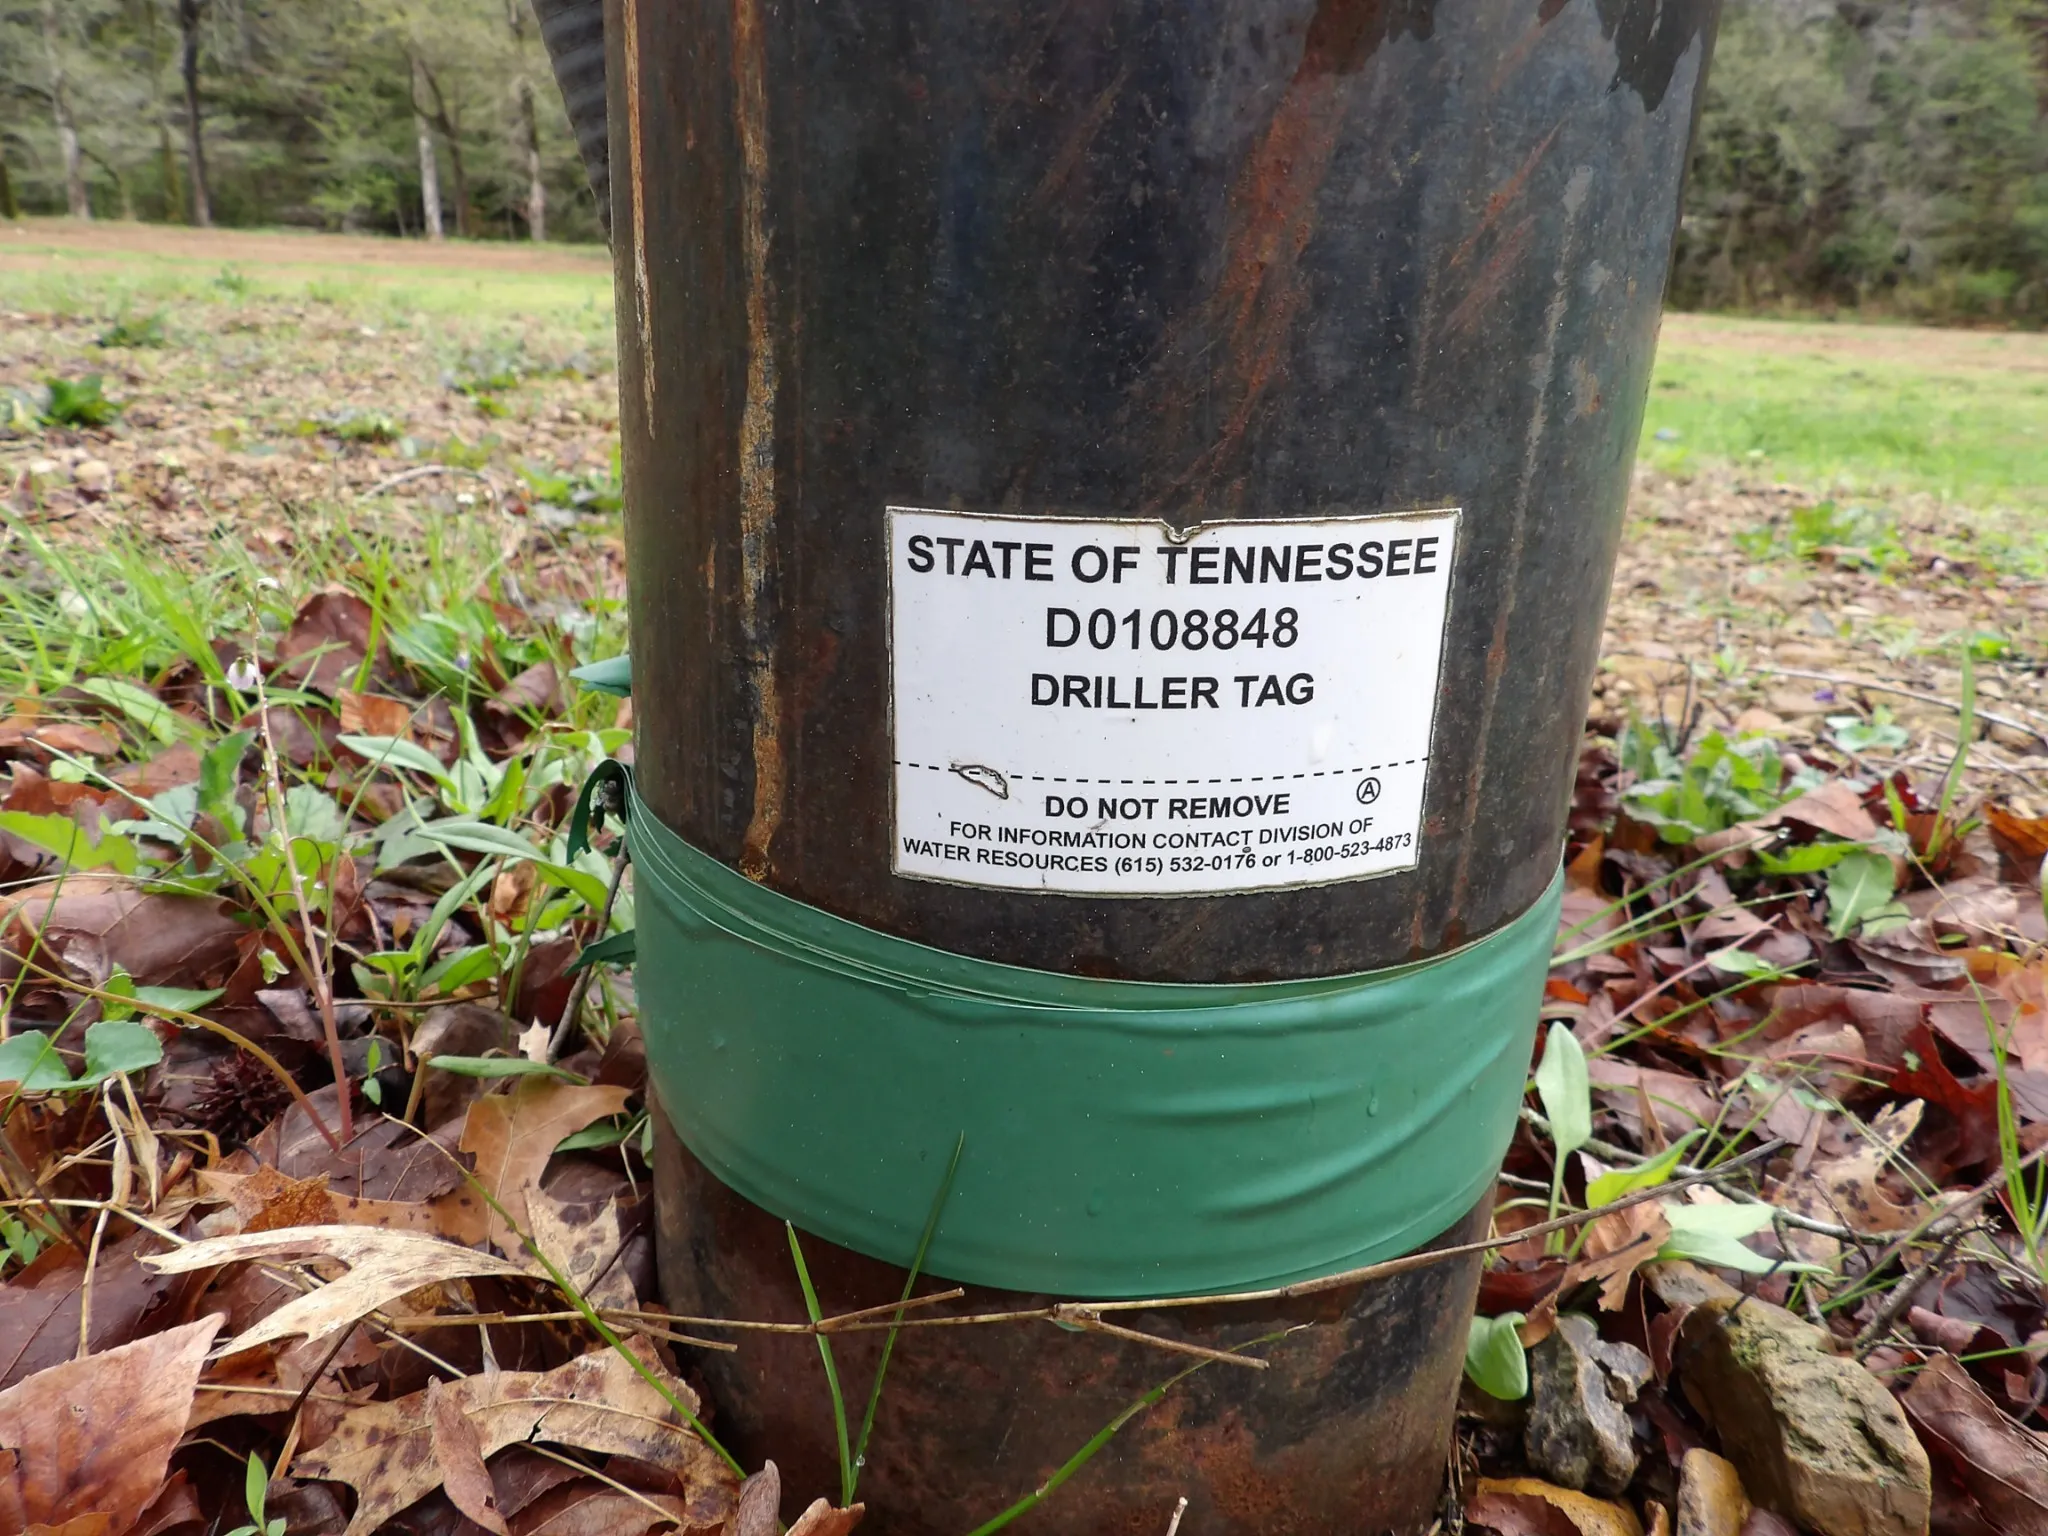 STATE OF TENNESSEE
D0108848
DRILLER TAG
DO NOT REMOVE Ⓐ
FOR INFORMATION CONTACT DIVISION OF
WATER RESOURCES (615) 532-0176 or 1-800-523-4873